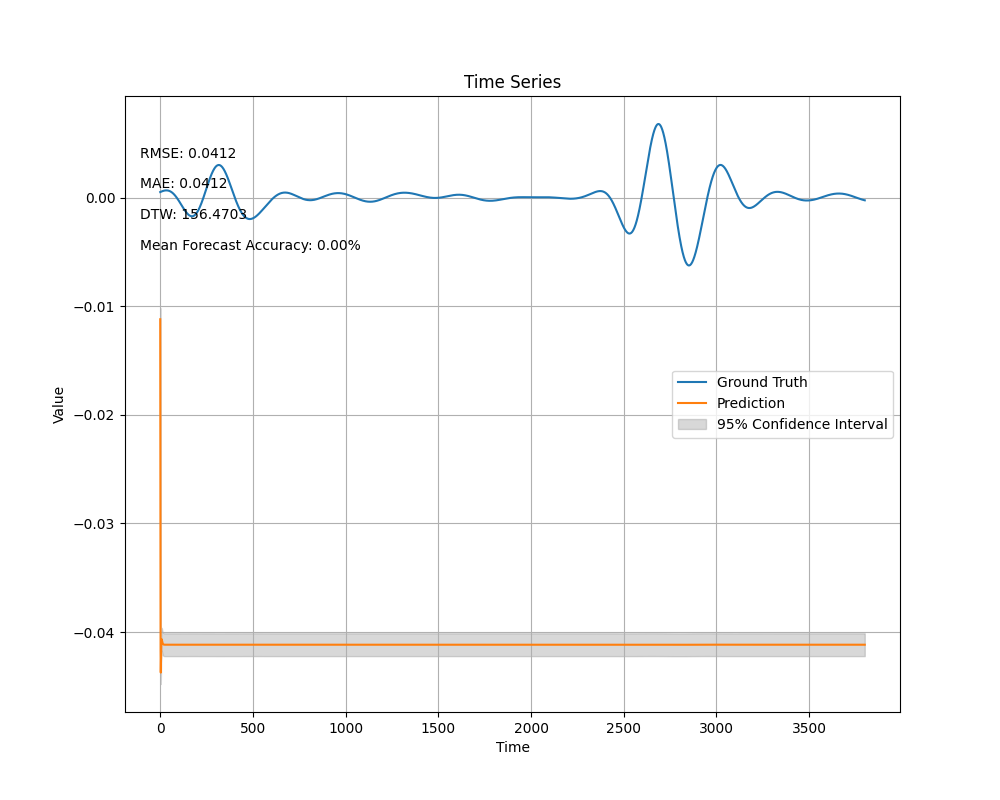 Time Series
RMSE: 0.0412
MAE: 0.0412
DTW: 156.4703
Mean Forecast Accuracy: 0.00%
0.00
−0.01
−0.02
−0.03
−0.04
Value
Ground Truth
Prediction
95% Confidence Interval
0 500 1000 1500 2000 2500 3000 3500
Time